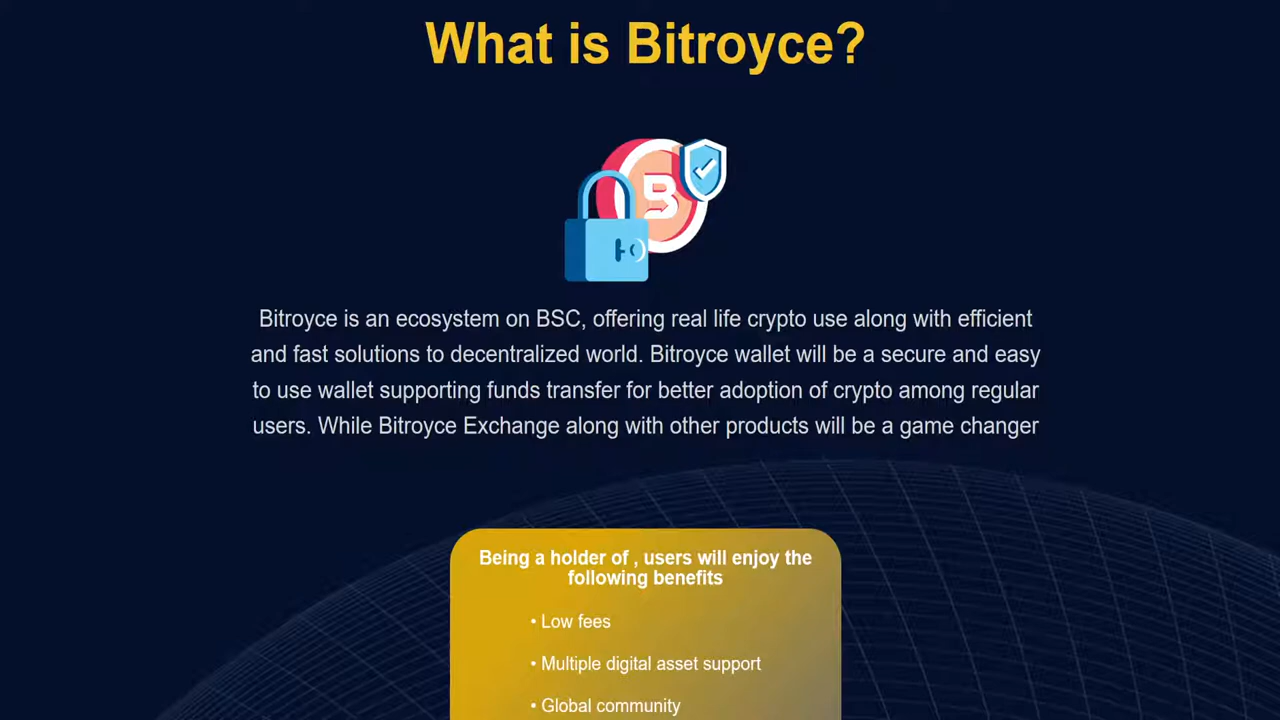 What is Bitroyce?
B
Bitroyce is an ecosystem on BSC, offering real life crypto use along with efficient
and fast solutions to decentralized world. Bitroyce wallet will be a secure and easy
to use wallet supporting funds transfer for better adoption of crypto among regular
users. While Bitroyce Exchange along with other products will be a game changer
Being a holder of , users will enjoy the
following benefits
• Low fees
• Multiple digital asset support
• Global community